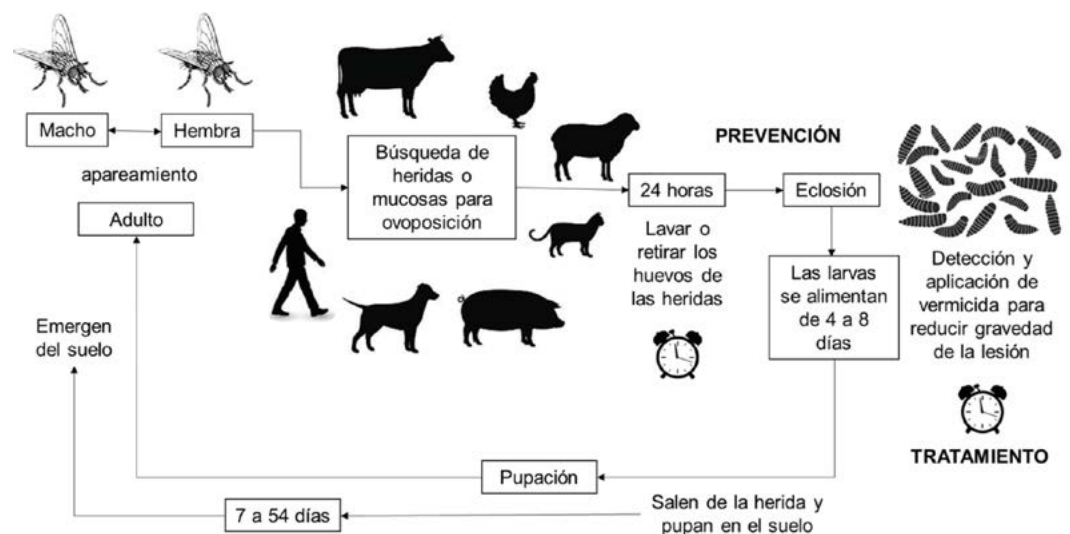 Macho
Hembra
apareamiento
Adulto
Búsqueda de
heridas o
mucosas para
ovoposición
PREVENCIÓN
24 horas
Eclosión
Lavar o
retirar los
huevos de
las heridas
Las larvas
se alimentan
de 4 a 8
días
Detección y
aplicación de
vermicida para
reducir gravedad
de la lesión
TRATAMIENTO
Emergen
del suelo
Pupación
7 a 54 días
Salen de la herida y
pupan en el suelo